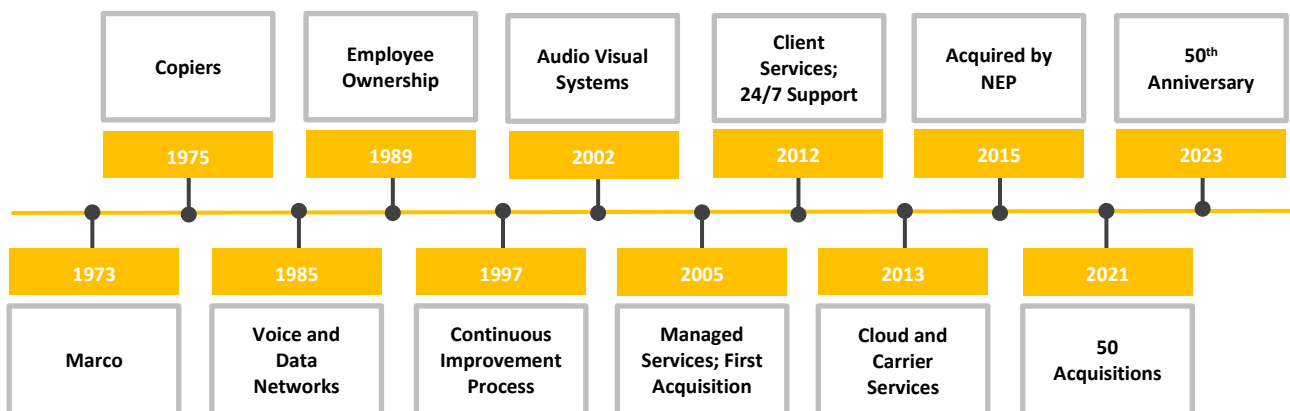 Copiers
1975
Employee
Ownership
1989
Audio Visual
Systems
2002
Client
Services;
24/7 Support
2012
Acquired by
NEP
2015
50th
Anniversary
2023
1973
Marco
1985
Voice and
Data
Networks
1997
Continuous
Improvement
Process
2005
Managed
Services; First
Acquisition
2013
Cloud and
Carrier
Services
2021
50
Acquisitions